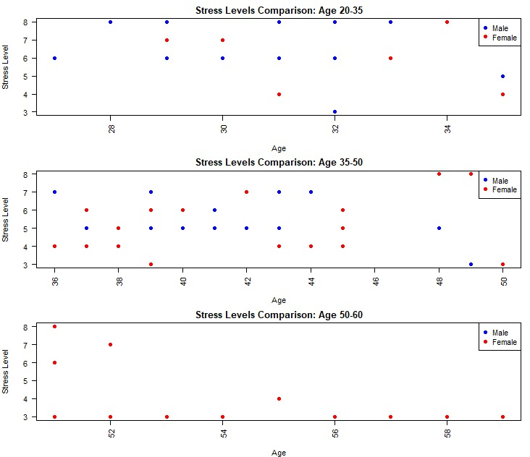 Stress Levels Comparison: Age 20-35
Stress Level
8
7
6
5
4
3
Male
Female
28 30 32 34
Age
Stress Levels Comparison: Age 35-50
Stress Level
8
7
6
5
4
3
Male
Female
36 38 40 42 44 46 48 50
Age
Stress Levels Comparison: Age 50-60
Stress Level
8
7
6
5
4
3
Male
Female
52 54 56 58
Age